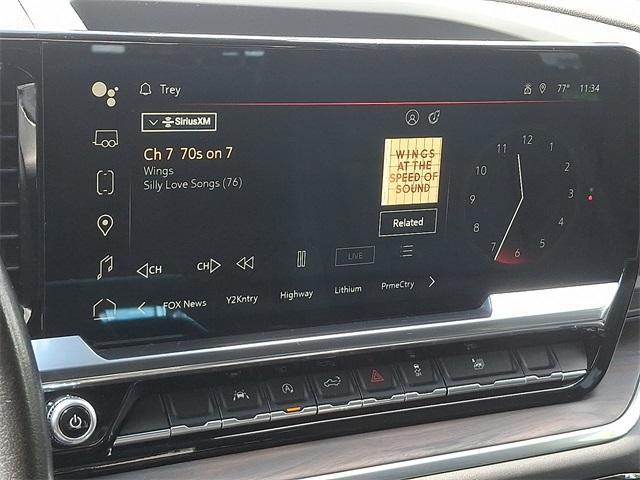 Trey 77° 11:34
SiriusXM
Ch 7 70s on 7
Wings
Silly Love Songs (76)
WINGS
AT THE
SPEED OF
SOUND
Related
12
1
3
4
5
6
7
8
9
10
11
CH CH LIVE
FOX News Y2Kntry Highway Lithium PrmeCtry